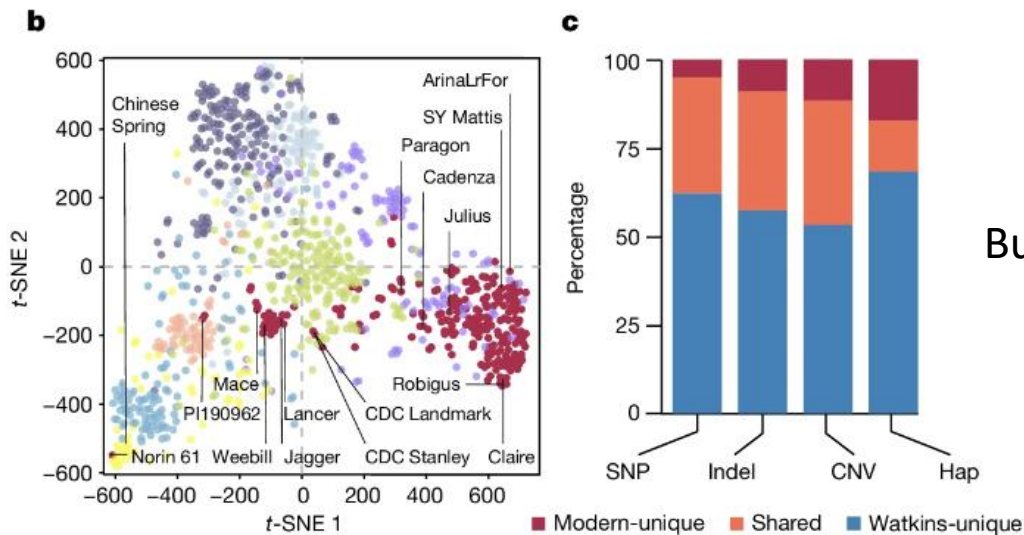 b
600
400
200
0
−200
−400
−600
t-SNE 2
−600 −400 −200 0 200 400 600
t-SNE 1
Chinese
Spring
ArinaLrFor
SY Mattis
Paragon
Cadenza
Julius
Mace
Robigus
PI190962
Lancer
CDC Landmark
Norin 61
Weebill
Jagger
CDC Stanley
Claire
c
100
75
50
25
0
Percentage
SNP
Indel
CNV
Hap
Modern-unique
Shared
Watkins-unique
Bu